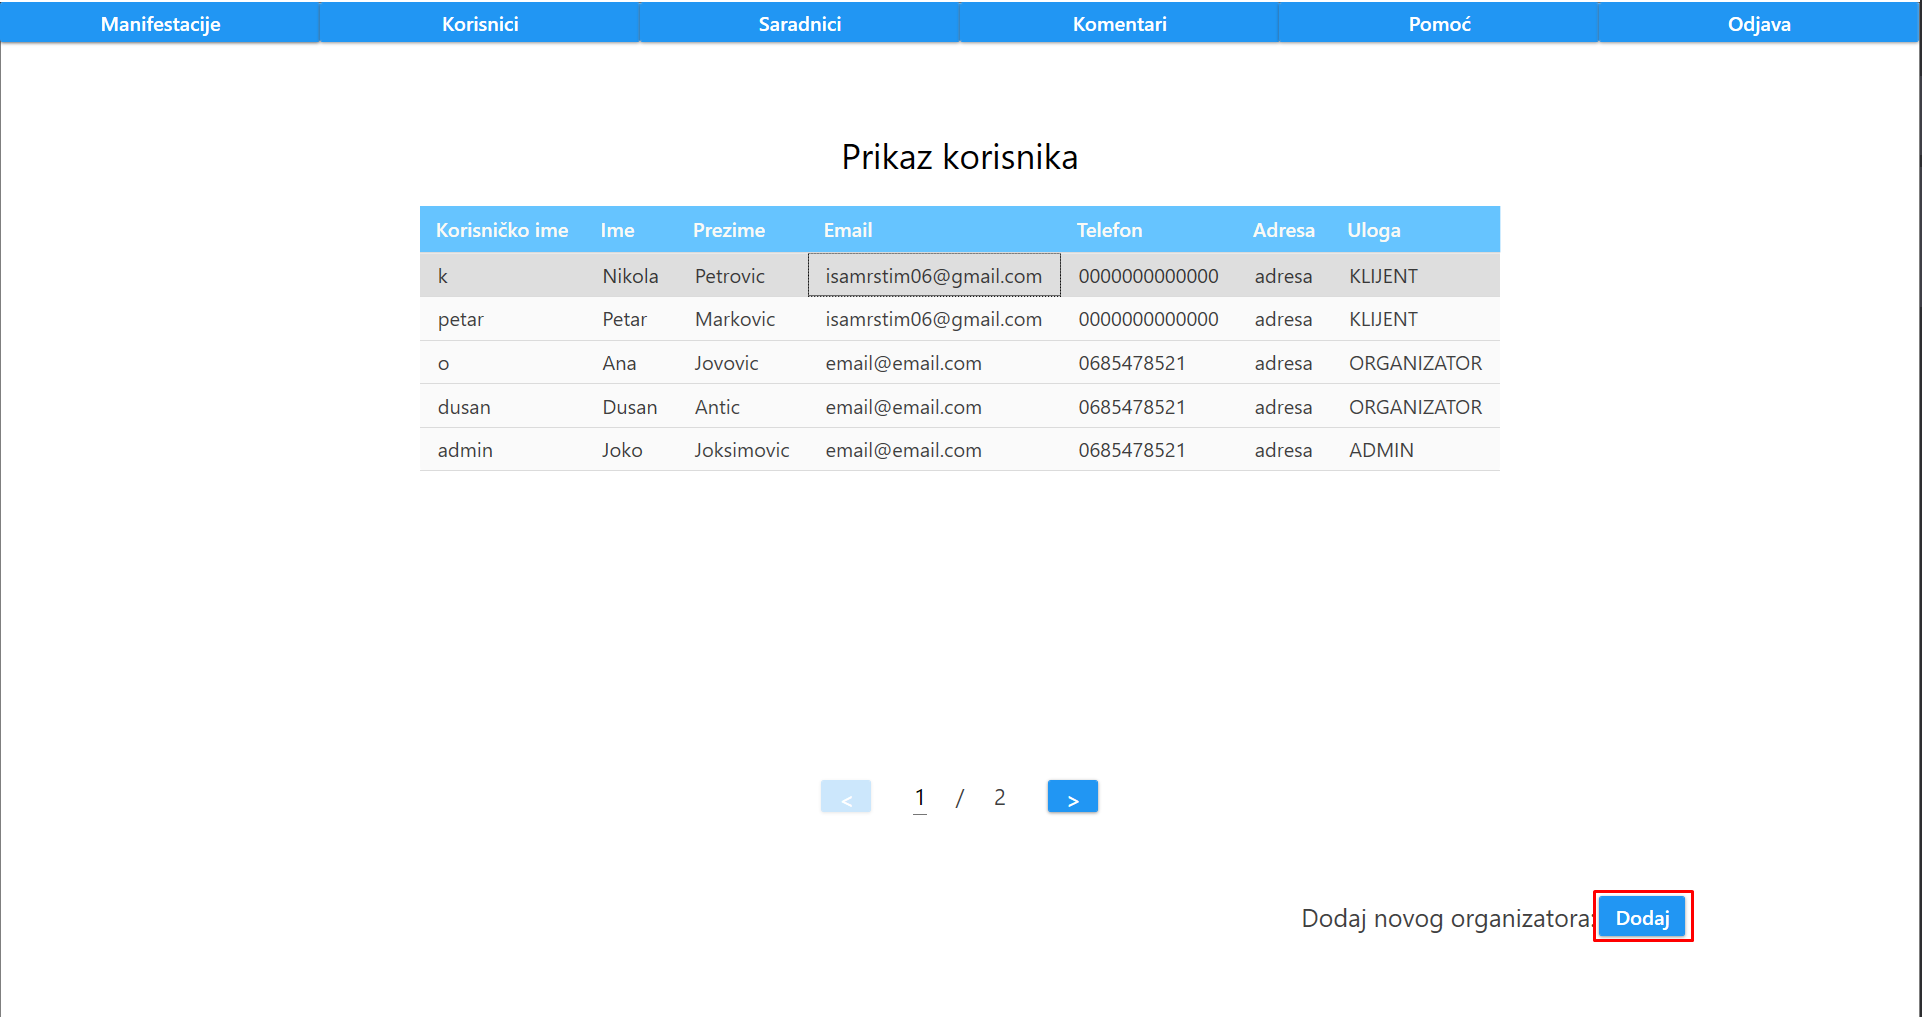 Manifestacije Korisnici Saradnici Komentari Pomoć Odjava
Prikaz korisnika
Korisničko ime Ime Prezime Email Telefon Adresa Uloga
k Nikola Petrovic isamrstim06@gmail.com 0000000000000 adresa KLIJENT
petar Petar Markovic isamrstim06@gmail.com 0000000000000 adresa KLIJENT
o Ana Jovovic email@email.com 0685478521 adresa ORGANIZATOR
dusan Dusan Antic email@email.com 0685478521 adresa ORGANIZATOR
admin Joko Joksimovic email@email.com 0685478521 adresa ADMIN
< 1 / 2 >
Dodaj novog organizatora: Dodaj